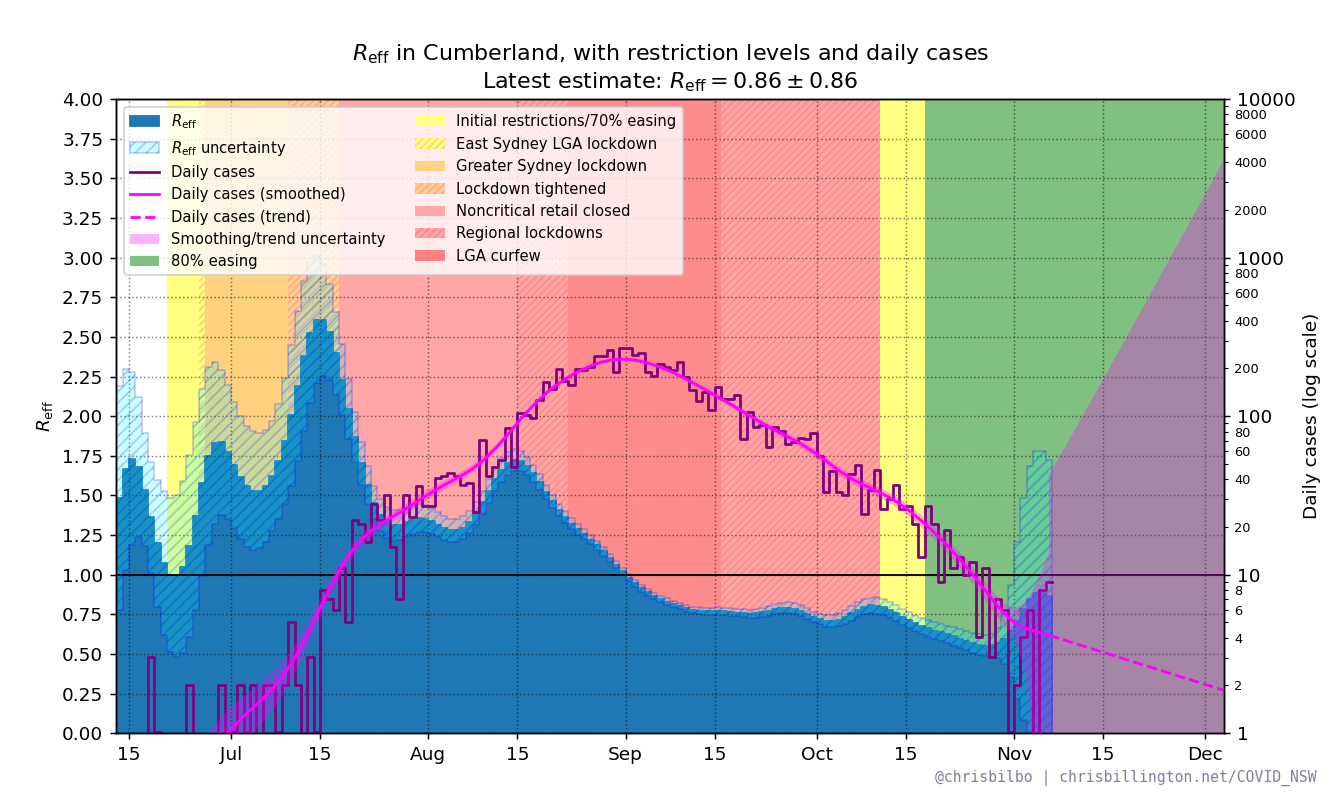 R_eff in Cumberland, with restriction levels and daily cases
Latest estimate: R_eff = 0.86 ± 0.86
R_eff
R_eff uncertainty
Daily cases
Daily cases (smoothed)
Daily cases (trend)
Smoothing/trend uncertainty
80% easing
Initial restrictions/70% easing
East Sydney LGA lockdown
Greater Sydney lockdown
Lockdown tightened
Noncritical retail closed
Regional lockdowns
LGA curfew
R_eff
4.00
3.75
3.50
3.25
3.00
2.75
2.50
2.25
2.00
1.75
1.50
1.25
1.00
0.75
0.50
0.25
0.00
10000
8000
6000
4000
2000
1000
800
600
400
200
100
80
60
40
20
10
8
6
4
2
1
Daily cases (log scale)
15 Jul 15 Aug 15 Sep 15 Oct 15 Nov 15 Dec
@chrisbilbo | chrisbillington.net/COVID_NSW